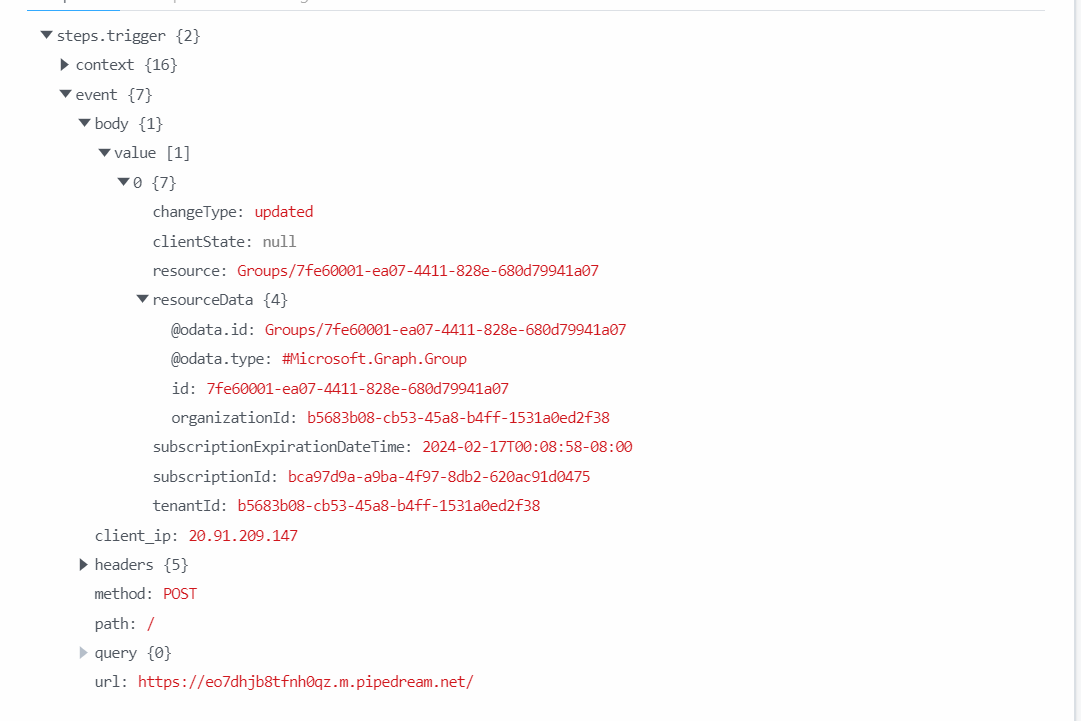 steps.trigger {2}
context {16}
event {7}
body {1}
value [1]
0 {7}
changeType: updated
clientState: null
resource: Groups/7fe60001-ea07-4411-828e-680d79941a07
resourceData {4}
@odata.id: Groups/7fe60001-ea07-4411-828e-680d79941a07
@odata.type: #Microsoft.Graph.Group
id: 7fe60001-ea07-4411-828e-680d79941a07
organizationId: b5683b08-cb53-45a8-b4ff-1531a0ed2f38
subscriptionExpirationDateTime: 2024-02-17T00:08:58-08:00
subscriptionId: bca97d9a-a9ba-4f97-8db2-620ac91d0475
tenantId: b5683b08-cb53-45a8-b4ff-1531a0ed2f38
client_ip: 20.91.209.147
headers {5}
method: POST
path: /
query {0}
url: https://eo7dhjb8tfnh0qz.m.pipedream.net/